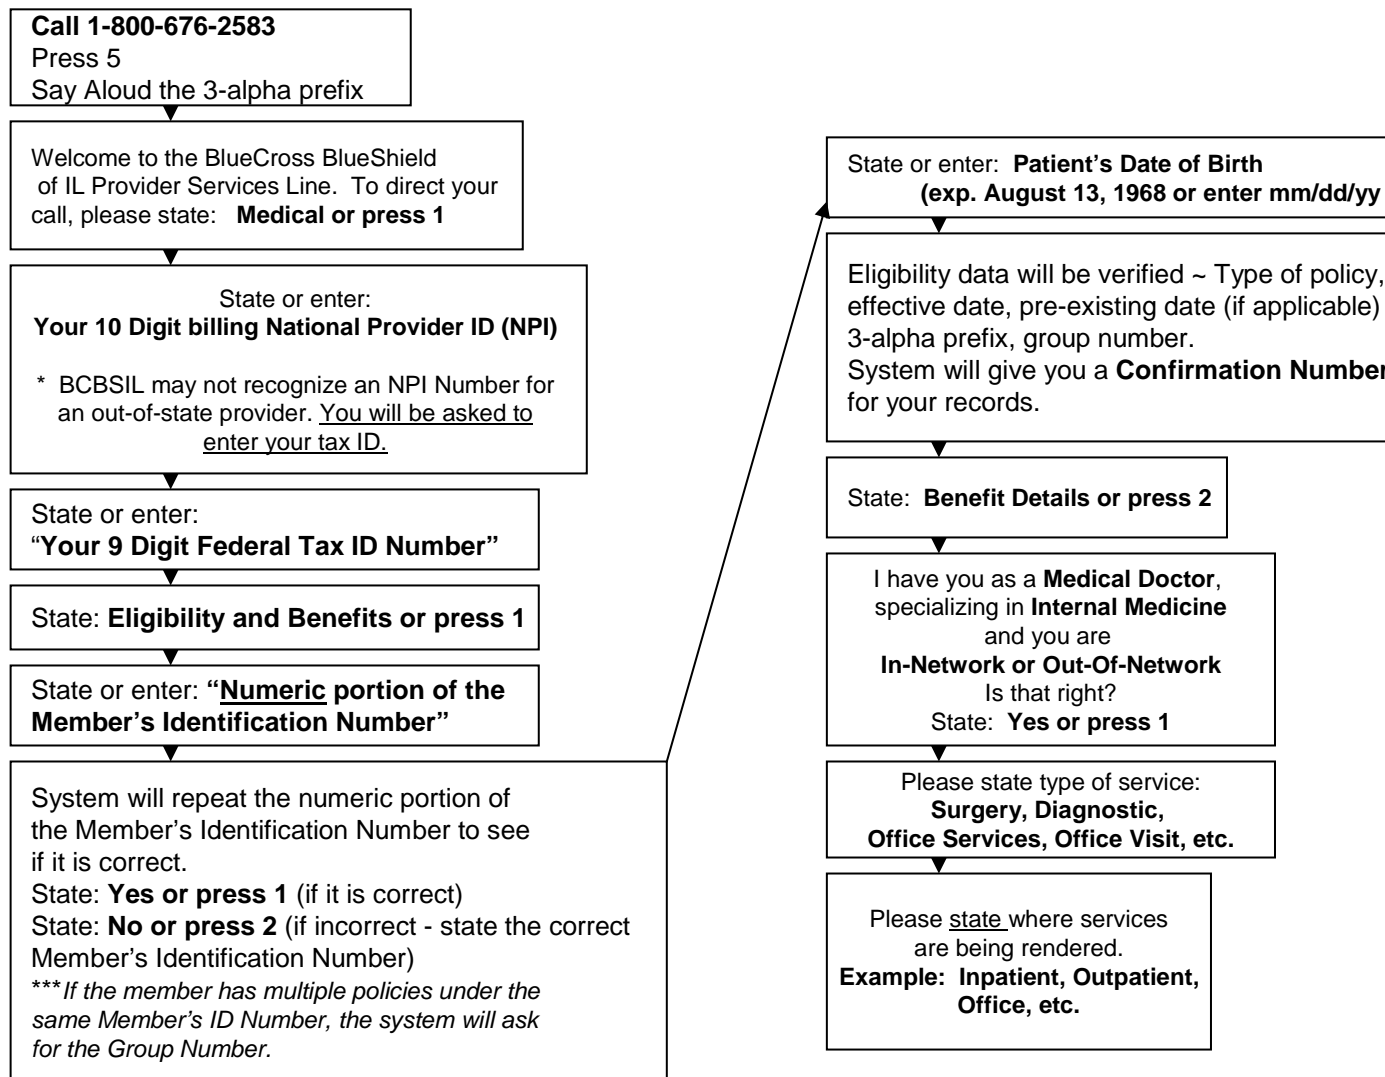 Call 1-800-676-2583
Press 5
Say Aloud the 3-alpha prefix
Welcome to the BlueCross BlueShield
of IL Provider Services Line. To direct your
call, please state: Medical or press 1
State or enter:
Your 10 Digit billing National Provider ID (NPI)
* BCBSIL may not recognize an NPI Number for
an out-of-state provider. You will be asked to
enter your tax ID.
State or enter:
“Your 9 Digit Federal Tax ID Number”
State: Eligibility and Benefits or press 1
State or enter: “Numeric portion of the
Member’s Identification Number”
System will repeat the numeric portion of
the Member’s Identification Number to see
if it is correct.
State: Yes or press 1 (if it is correct)
State: No or press 2 (if incorrect - state the correct
Member’s Identification Number)
***If the member has multiple policies under the
same Member’s ID Number, the system will ask
for the Group Number.
State or enter: Patient’s Date of Birth
(exp. August 13, 1968 or enter mm/dd/yy
Eligibility data will be verified ~ Type of policy,
effective date, pre-existing date (if applicable)
3-alpha prefix, group number.
System will give you a Confirmation Number
for your records.
State: Benefit Details or press 2
I have you as a Medical Doctor,
specializing in Internal Medicine
and you are
In-Network or Out-Of-Network
Is that right?
State: Yes or press 1
Please state type of service:
Surgery, Diagnostic,
Office Services, Office Visit, etc.
Please state where services
are being rendered.
Example: Inpatient, Outpatient,
Office, etc.